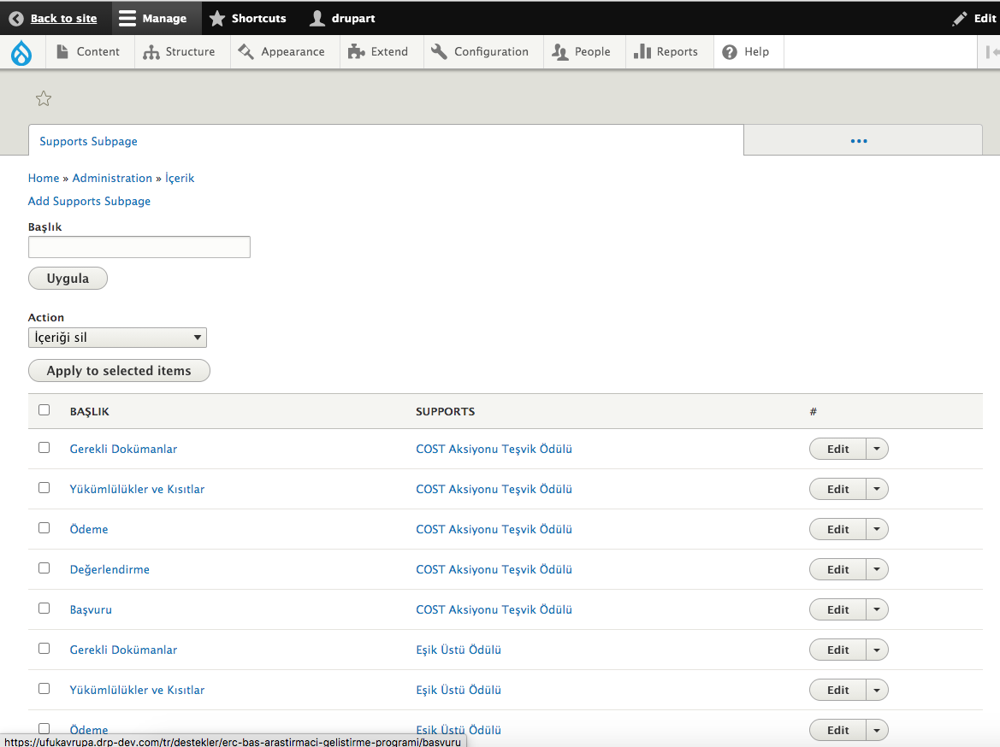 Back to site Manage Shortcuts drupart Edit
Content Structure Appearance Extend Configuration People Reports Help
Supports Subpage
Home » Administration » İçerik
Add Supports Subpage
Başlık
Uygula
Action
İçeriği sil
Apply to selected items
BAŞLIK SUPPORTS #
Gerekli Dokümanlar COST Aksiyonu Teşvik Ödülü Edit
Yükümlülükler ve Kısıtlar COST Aksiyonu Teşvik Ödülü Edit
Ödeme COST Aksiyonu Teşvik Ödülü Edit
Değerlendirme COST Aksiyonu Teşvik Ödülü Edit
Başvuru COST Aksiyonu Teşvik Ödülü Edit
Gerekli Dokümanlar Eşik Üstü Ödülü Edit
Yükümlülükler ve Kısıtlar Eşik Üstü Ödülü Edit
Ödeme Eşik Üstü Ödülü Edit
https://ufukavrupa.drp-dev.com/tr/destekler/erc-bas-arastirmaci-gelistirme-programi/basvuru